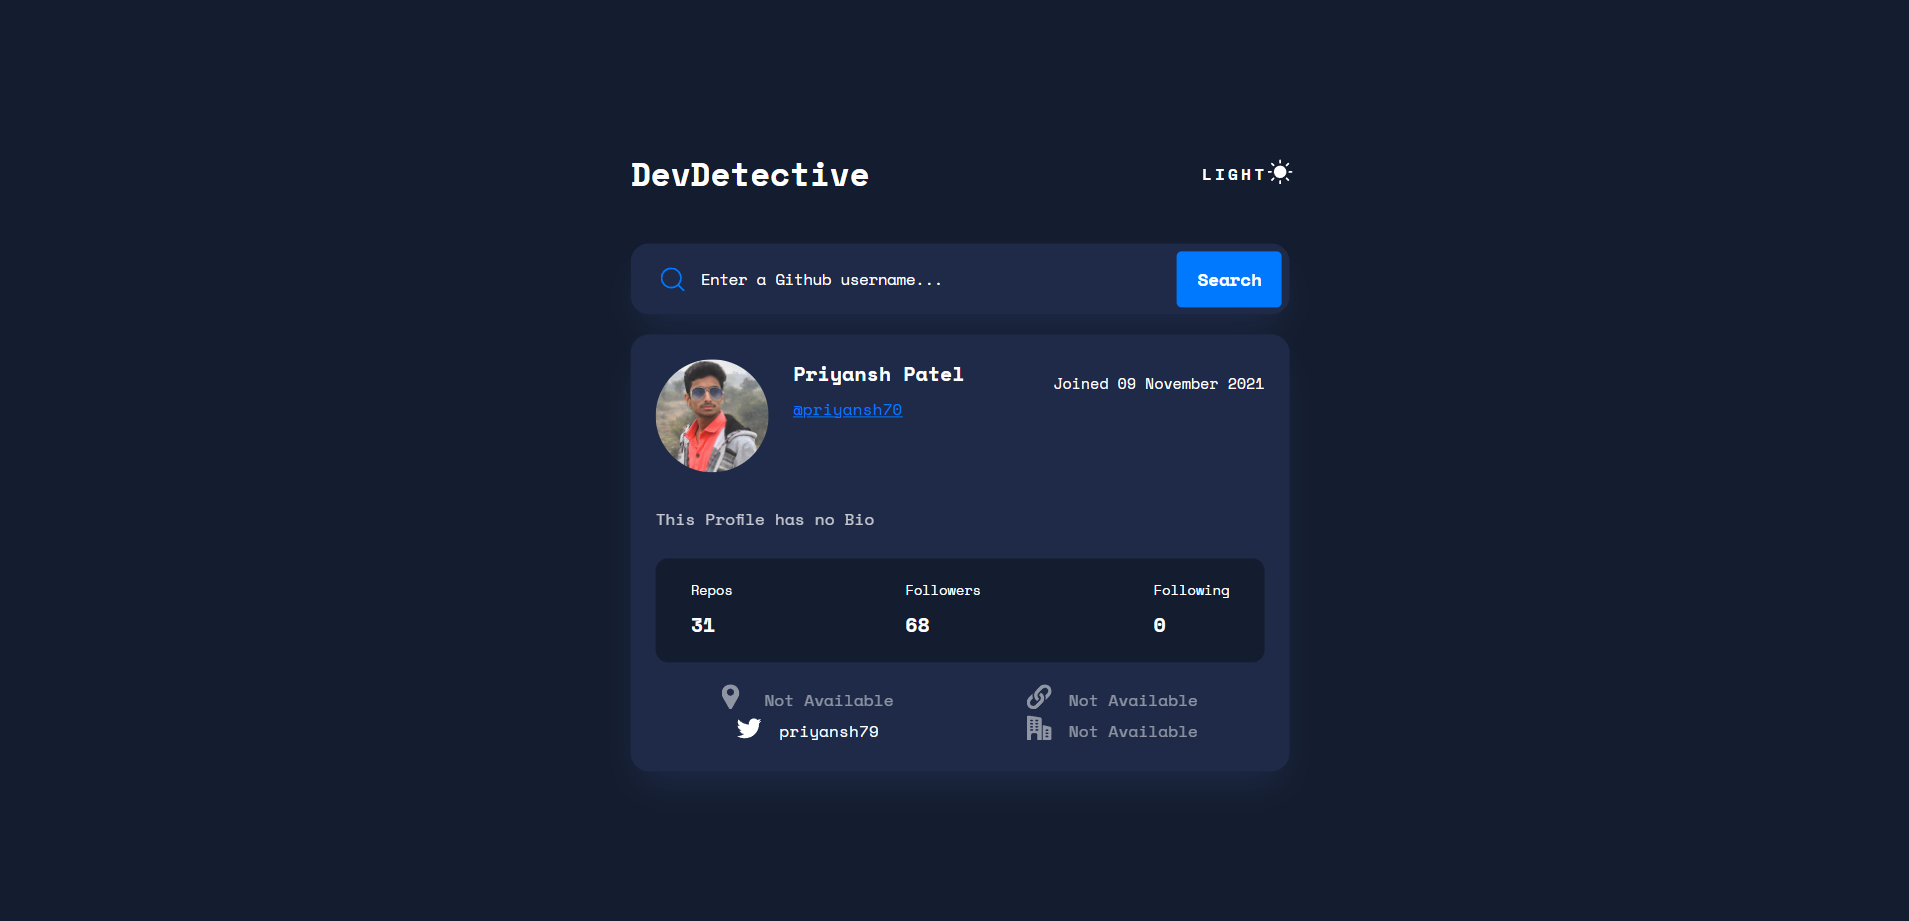 DevDetective
LIGHT
Enter a Github username...
Search
Priyansh Patel
Joined 09 November 2021
@priyansh70
This Profile has no Bio
Repos
Followers
Following
31
68
0
Not Available
Not Available
priyansh79
Not Available